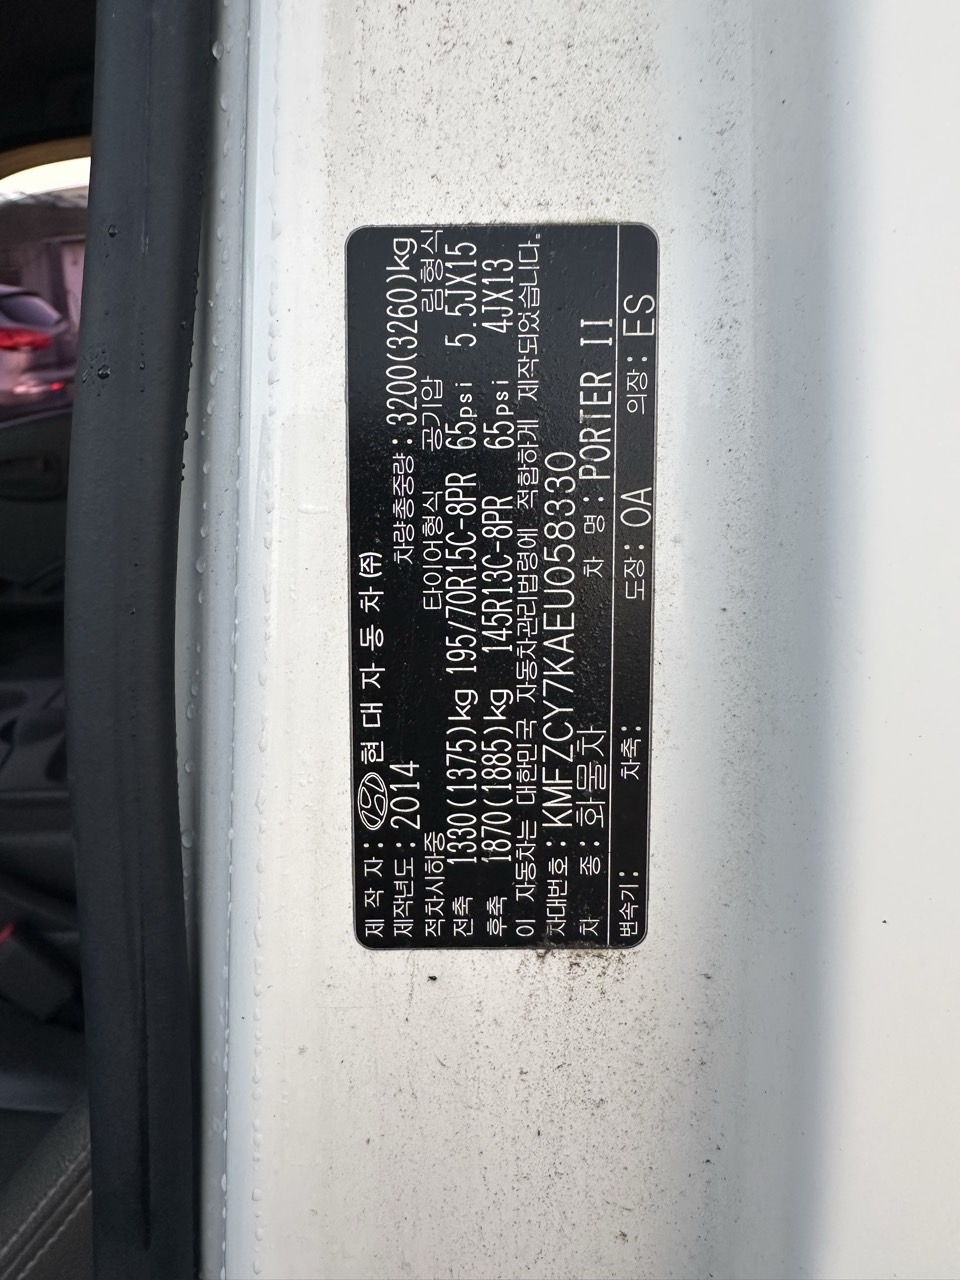 제 작 자 : 현 대 자 동 차 (주)
제작년도 : 2014 차량총중량 : 3200(3260)kg
적차시하중 타이어형식 공기압 림형식
전축 1330(1375)kg 195/70R15C-8PR 65psi 5.5JX15
후축 1870(1885)kg 145R13C-8PR 65psi 4JX13
이 자동차는 대한민국 자동차관리법령에 적합하게 제작되었습니다.
차대번호 : KMFZCY7KAEU058330
차 종 : 화물차 차 명 : PORTER II
변속기 : 차축 : 도장 : OA 의장 : ES